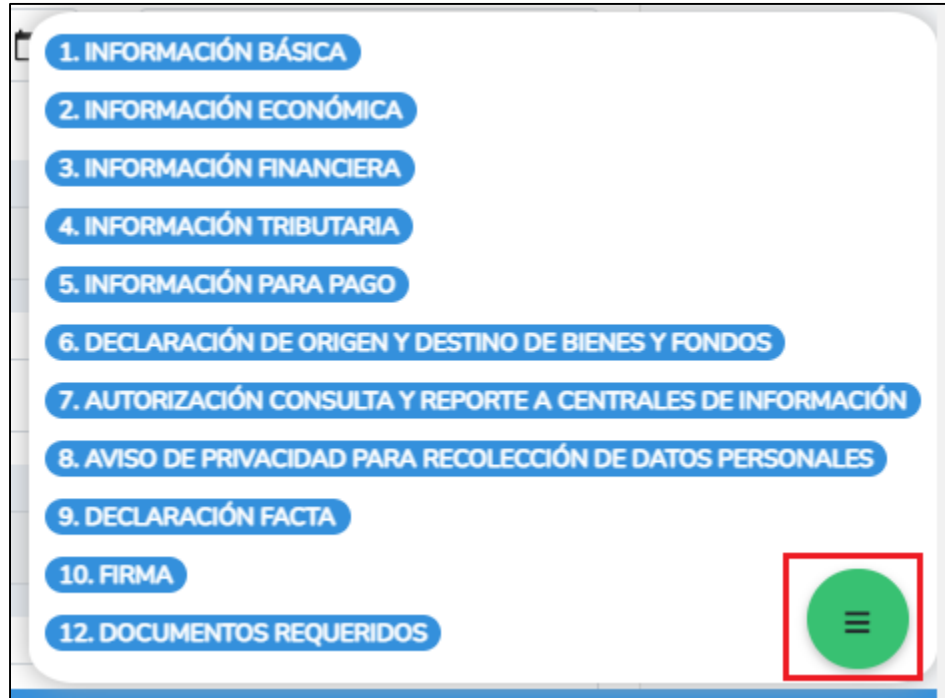 1. INFORMACIÓN BÁSICA
2. INFORMACIÓN ECONÓMICA
3. INFORMACIÓN FINANCIERA
4. INFORMACIÓN TRIBUTARIA
5. INFORMACIÓN PARA PAGO
6. DECLARACIÓN DE ORIGEN Y DESTINO DE BIENES Y FONDOS
7. AUTORIZACIÓN CONSULTA Y REPORTE A CENTRALES DE INFORMACIÓN
8. AVISO DE PRIVACIDAD PARA RECOLECCIÓN DE DATOS PERSONALES
9. DECLARACIÓN FACTA
10. FIRMA
12. DOCUMENTOS REQUERIDOS